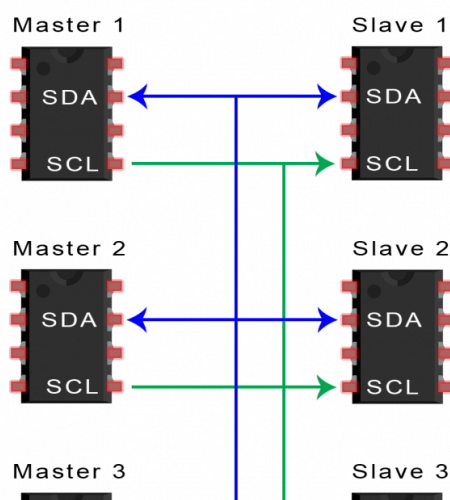 Master 1
Slave 1
SDA
SDA
SCL
SCL
Master 2
Slave 2
SDA
SDA
SCL
SCL
Master 3
Slave 3